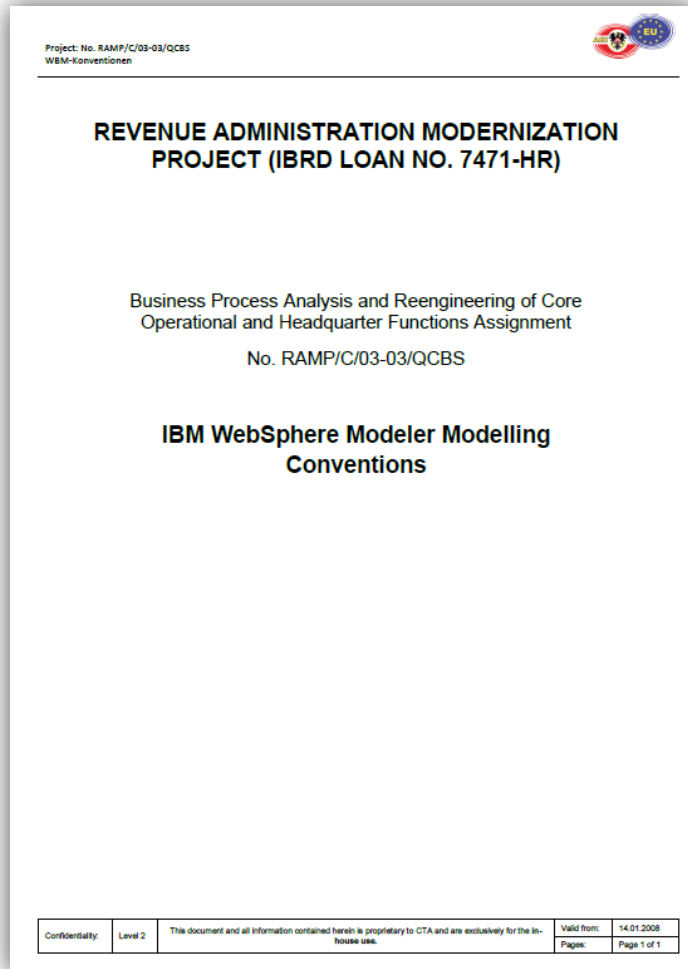 Project: No. RAMP/C/03-03/QCBS
WBM-Konventionen
EU
REVENUE ADMINISTRATION MODERNIZATION
PROJECT (IBRD LOAN NO. 7471-HR)
Business Process Analysis and Reengineering of Core
Operational and Headquarter Functions Assignment
No. RAMP/C/03-03/QCBS
IBM WebSphere Modeler Modelling
Conventions
Confidentiality:
Level 2
This document and all information contained herein is proprietary to CTA and are exclusively for the in-
house use.
Valid from:
14.01.2008
Pages:
Page 1 of 1